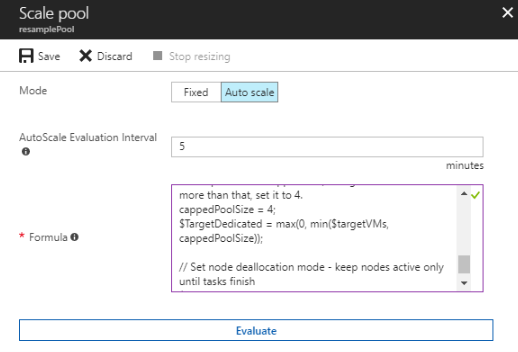 Scale pool
resamplePool
Save Discard Stop resizing
Mode Fixed Auto scale
AutoScale Evaluation Interval
5
minutes
more than that, set it to 4.
cappedPoolSize = 4;
$TargetDedicated = max(0, min($targetVMs,
cappedPoolSize));
* Formula
// Set node deallocation mode - keep nodes active only
until tasks finish
Evaluate